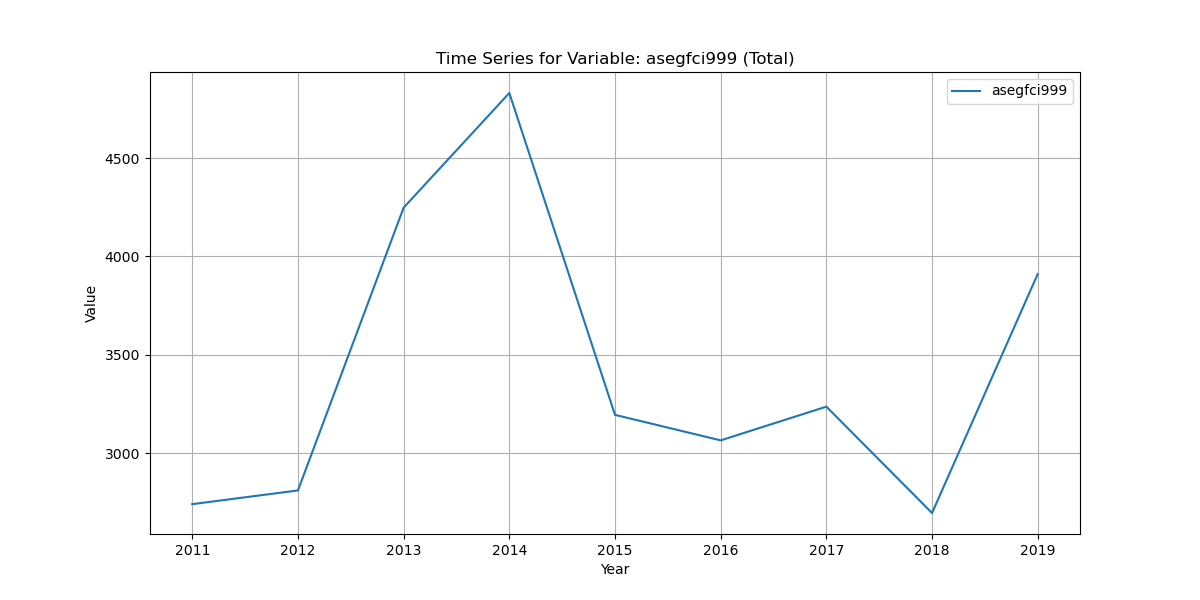 Time Series for Variable: asegfci999 (Total)
asegfci999
4500
4000
3500
3000
Value
2011 2012 2013 2014 2015 2016 2017 2018 2019
Year